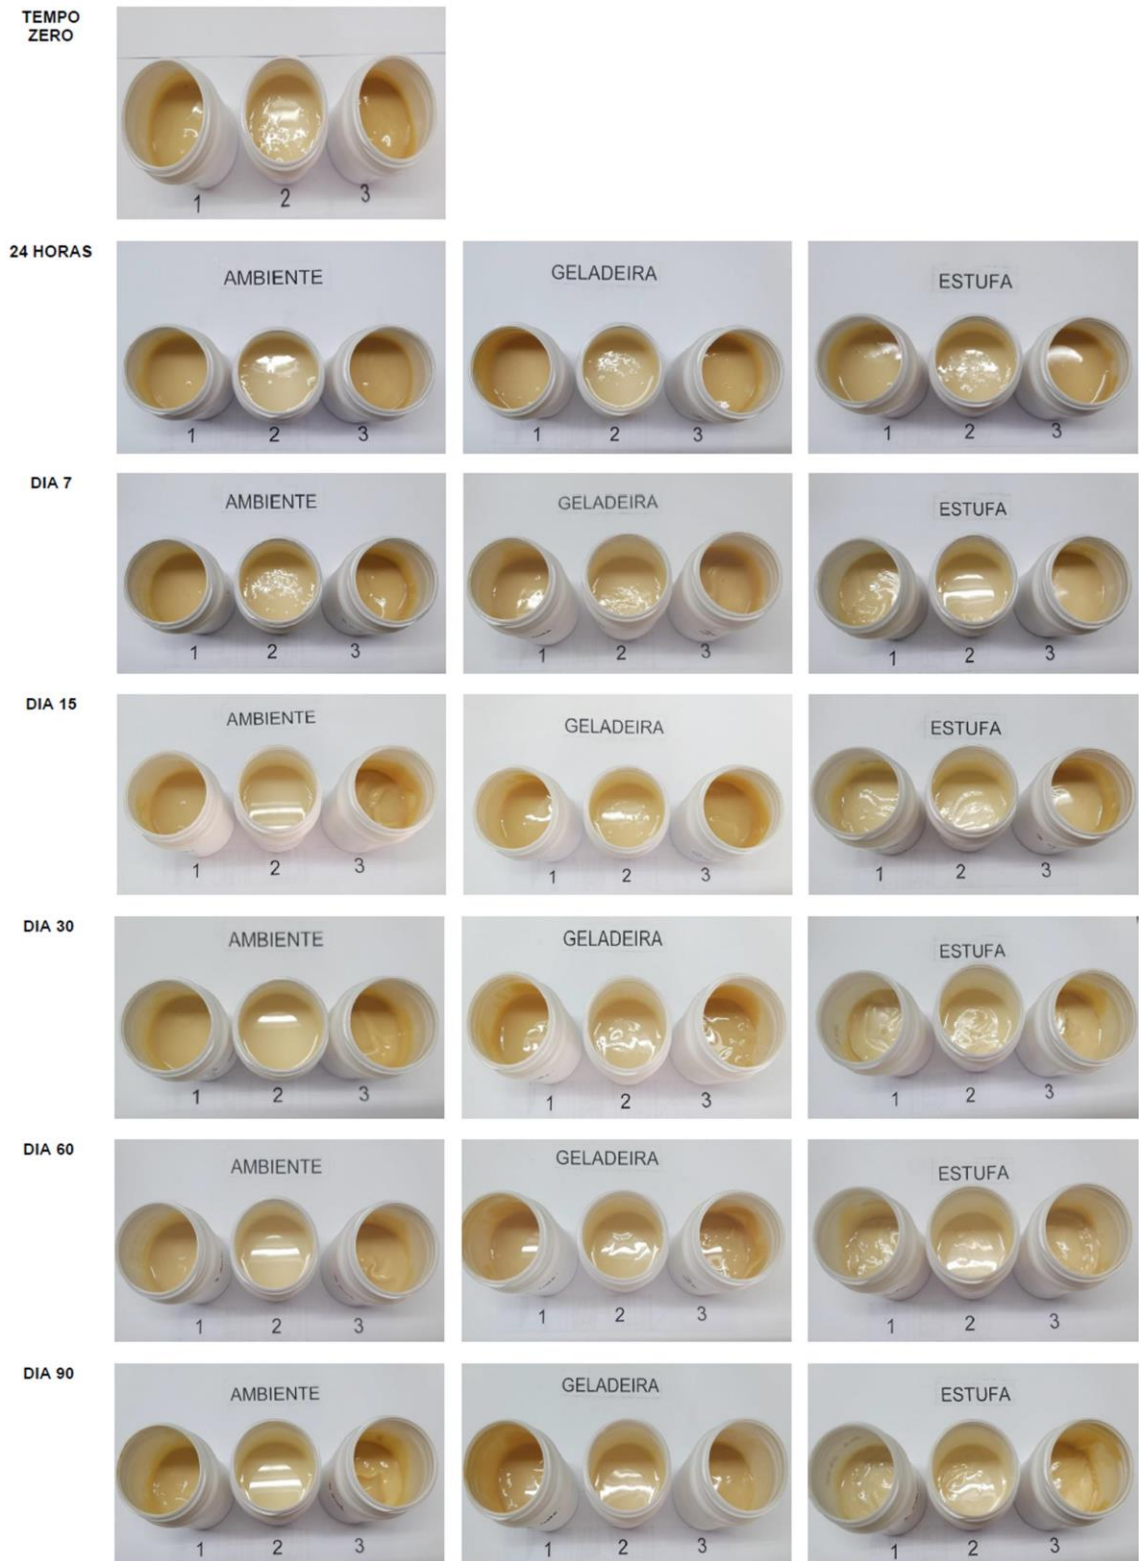 TEMPO
ZERO
1 2 3
24 HORAS
AMBIENTE
1 2 3
GELADEIRA
1 2 3
ESTUFA
1 2 3
DIA 7
AMBIENTE
1 2 3
GELADEIRA
1 2 3
ESTUFA
1 2 3
DIA 15
AMBIENTE
1 2 3
GELADEIRA
1 2 3
ESTUFA
1 2 3
DIA 30
AMBIENTE
1 2 3
GELADEIRA
1 2 3
ESTUFA
1 2 3
DIA 60
AMBIENTE
1 2 3
GELADEIRA
1 2 3
ESTUFA
1 2 3
DIA 90
AMBIENTE
1 2 3
GELADEIRA
1 2 3
ESTUFA
1 2 3